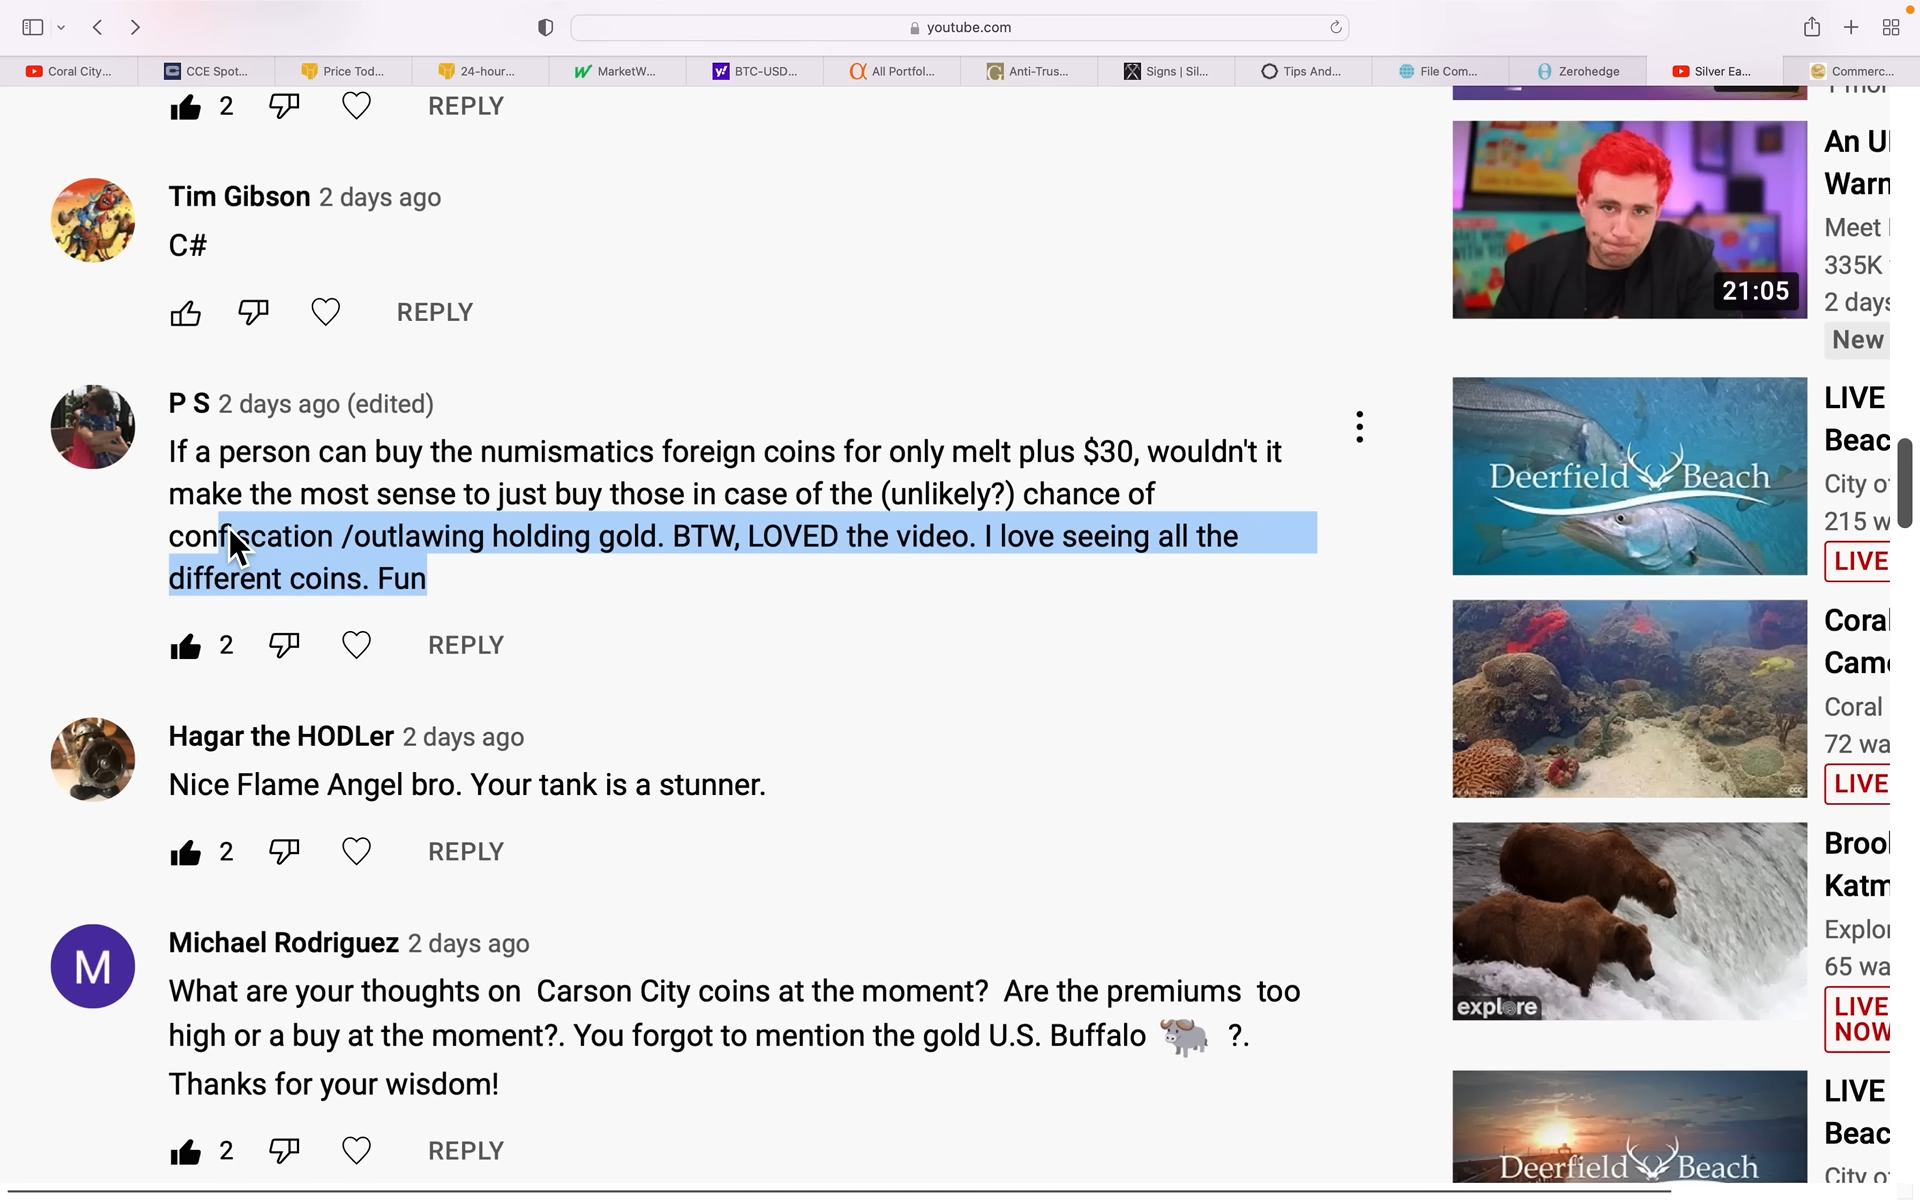 youtube.com
Coral City...
CCE Spot...
Price Tod...
24-hour...
MarketW...
BTC-USD...
All Portfol...
Anti-Trus...
Signs | Sil...
Tips And...
File Com...
Zerohedge
Silver Ea...
Commerc...
2 REPLY
Tim Gibson 2 days ago
C#
REPLY
P S 2 days ago (edited)
If a person can buy the numismatics foreign coins for only melt plus $30, wouldn't it
make the most sense to just buy those in case of the (unlikely?) chance of
confiscation /outlawing holding gold. BTW, LOVED the video. I love seeing all the
different coins. Fun
2 REPLY
Hagar the HODLer 2 days ago
Nice Flame Angel bro. Your tank is a stunner.
2 REPLY
M
Michael Rodriguez 2 days ago
What are your thoughts on Carson City coins at the moment? Are the premiums too
high or a buy at the moment?. You forgot to mention the gold U.S. Buffalo 🐃 ?.
Thanks for your wisdom!
2 REPLY
21:05
An U
Warn
Meet
335K
2 days
New
Deerfield Beach
LIVE
Beac
City o
215 w
LIVE
Coral
Came
Coral
72 wa
LIVE
explore
Broo
Katm
Explor
65 wa
LIVE
NOW
Deerfield Beach
LIVE
Beac
City o